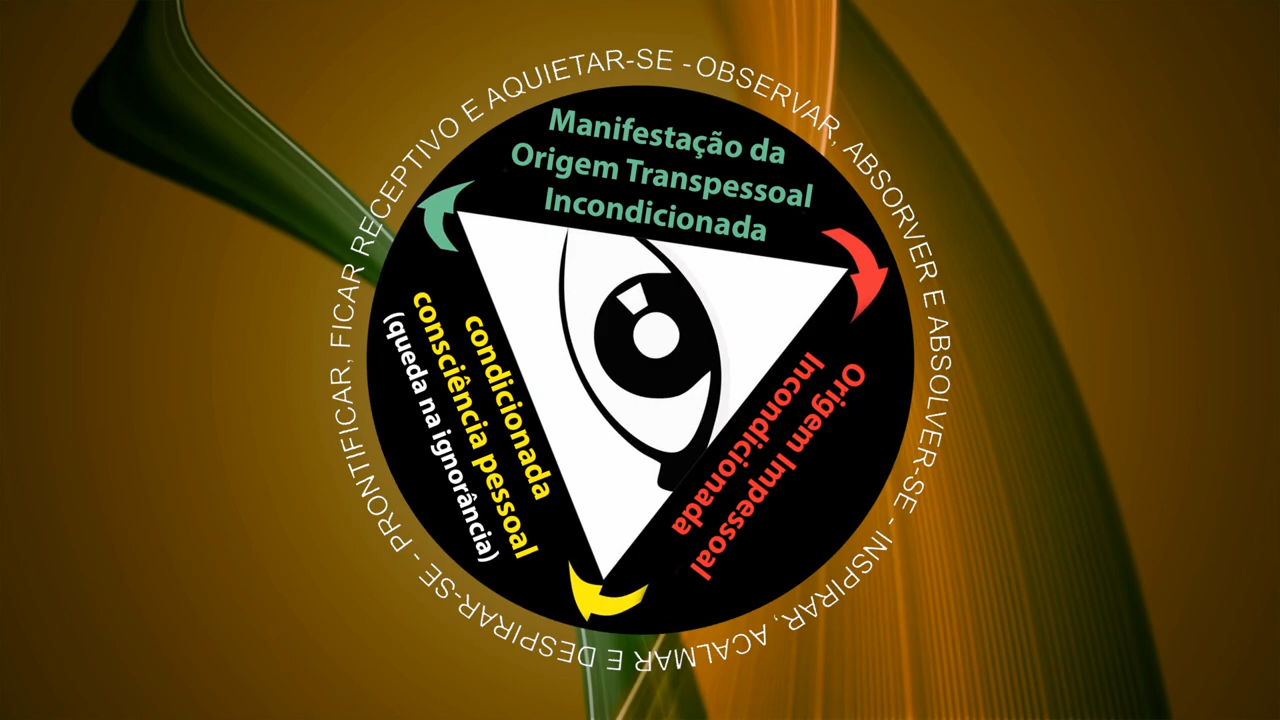 PRONTIFICAR, FICAR RECEPTIVO E AQUIETAR-SE - OBSERVAR, ABSORVER E ABSOLVER-SE - INSPIRAR, ACALMAR E DESPIRAR-SE -
Manifestação da
Origem Transpessoal
Incondicionada
Origem Impessoal
Incondicionada
condicionada
consciência pessoal
(queda na ignorância)